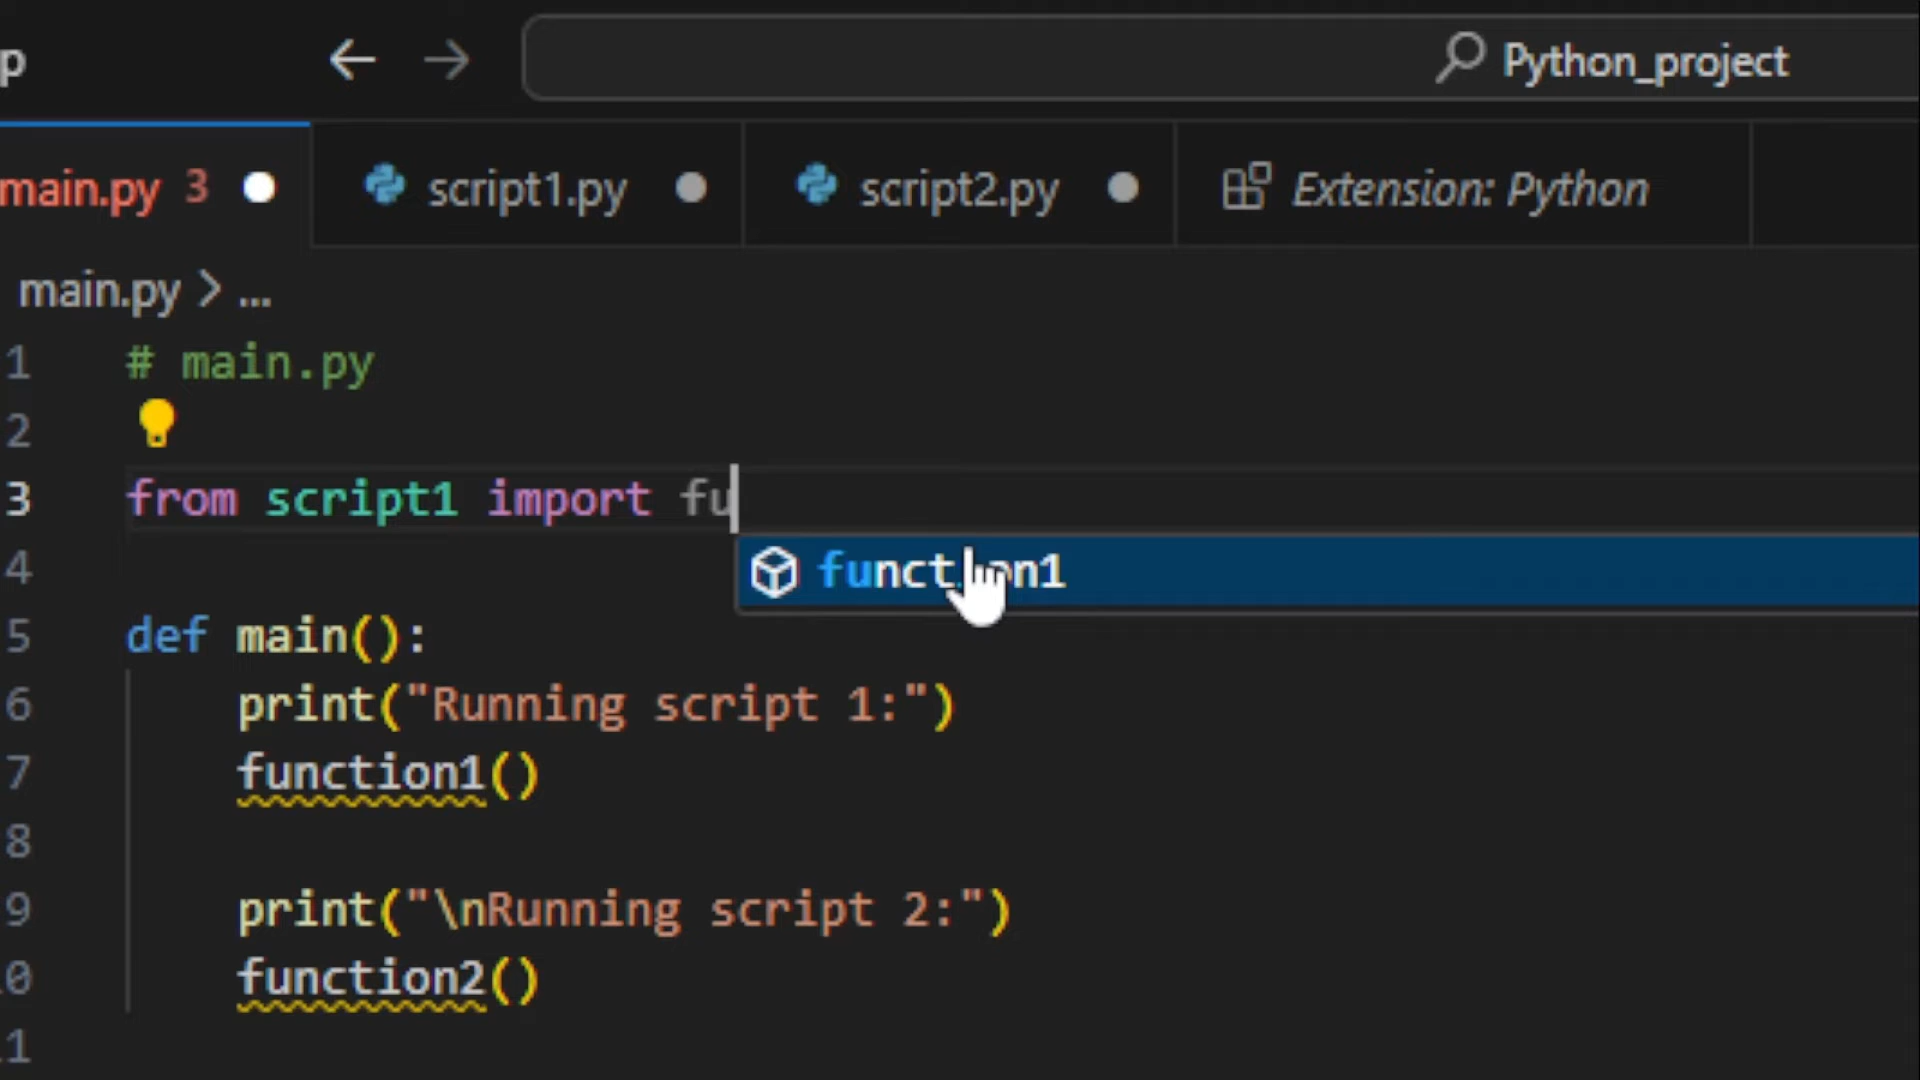 p
Python_project
main.py 3 script1.py script2.py Extension: Python
main.py > ...
1 # main.py
2
3 from script1 import fu
function1
4
5 def main():
6 print("Running script 1:")
7 function1()
8
9 print("\nRunning script 2:")
0 function2()
1